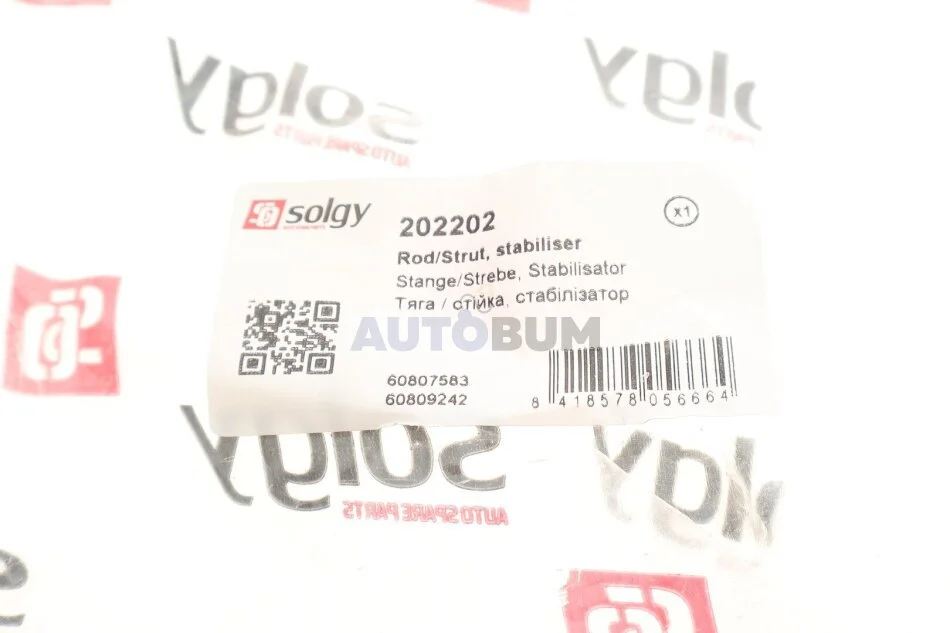 solgy
solgy
AUTO SPARE PARTS
solgy
202202
x1
Rod/Strut, stabiliser
Stange/Strebe, Stabilisator
Тяга / стійка, стабілізатор
AUTOBUM
60807583
60809242
8 418578 056664
solgy
AUTO SPARE PARTS